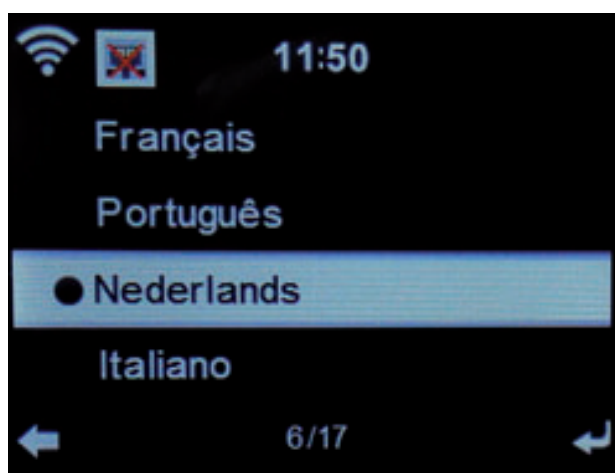 11:50
Français
Português
Nederlands
Italiano
6/17